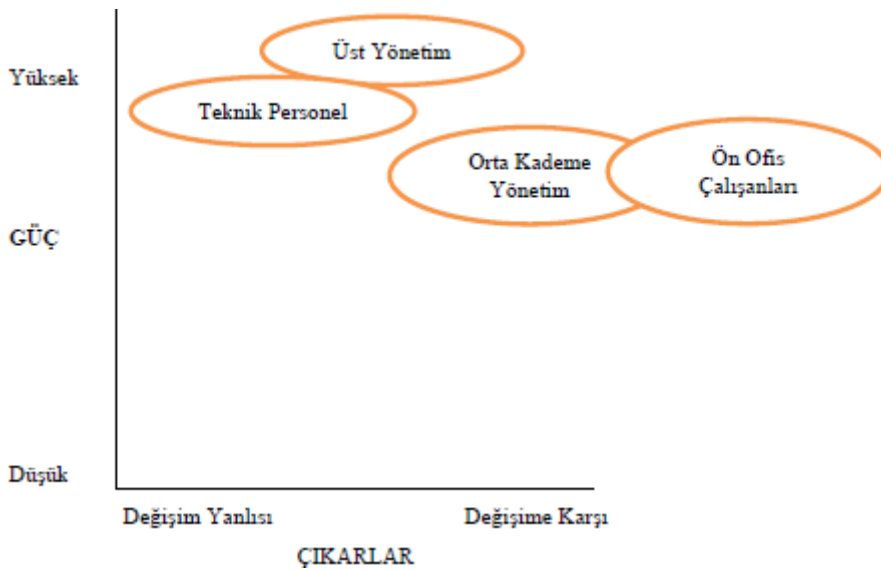 Üst Yönetim
Yüksek
Teknik Personel
Orta Kademe
Yönetim
Ön Ofis
Çalışanları
GÜÇ
Düşük
Değişim Yanlısı
Değişime Karşı
ÇIKARLAR